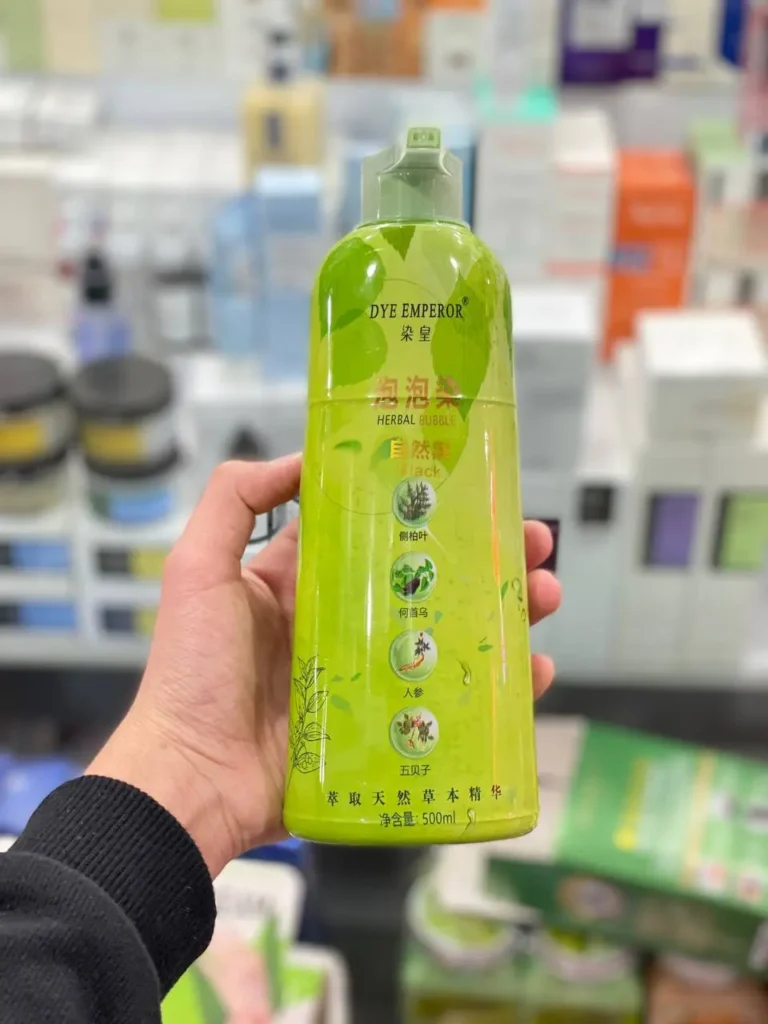 DYE EMPEROR®
染皇
泡泡染
HERBAL BUBBLE
自然黑
Black
侧柏叶
何首乌
人参
五贝子
萃取天然草本精华
净含量: 500ml